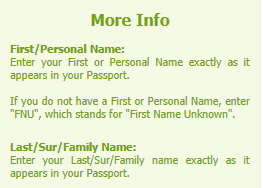 More Info
First/Personal Name:
Enter your First or Personal Name exactly as it
appears in your Passport.
If you do not have a First or Personal Name, enter
"FNU", which stands for "First Name Unknown".
Last/Sur/Family Name:
Enter your Last/Sur/Family name exactly as it
appears in your Passport.